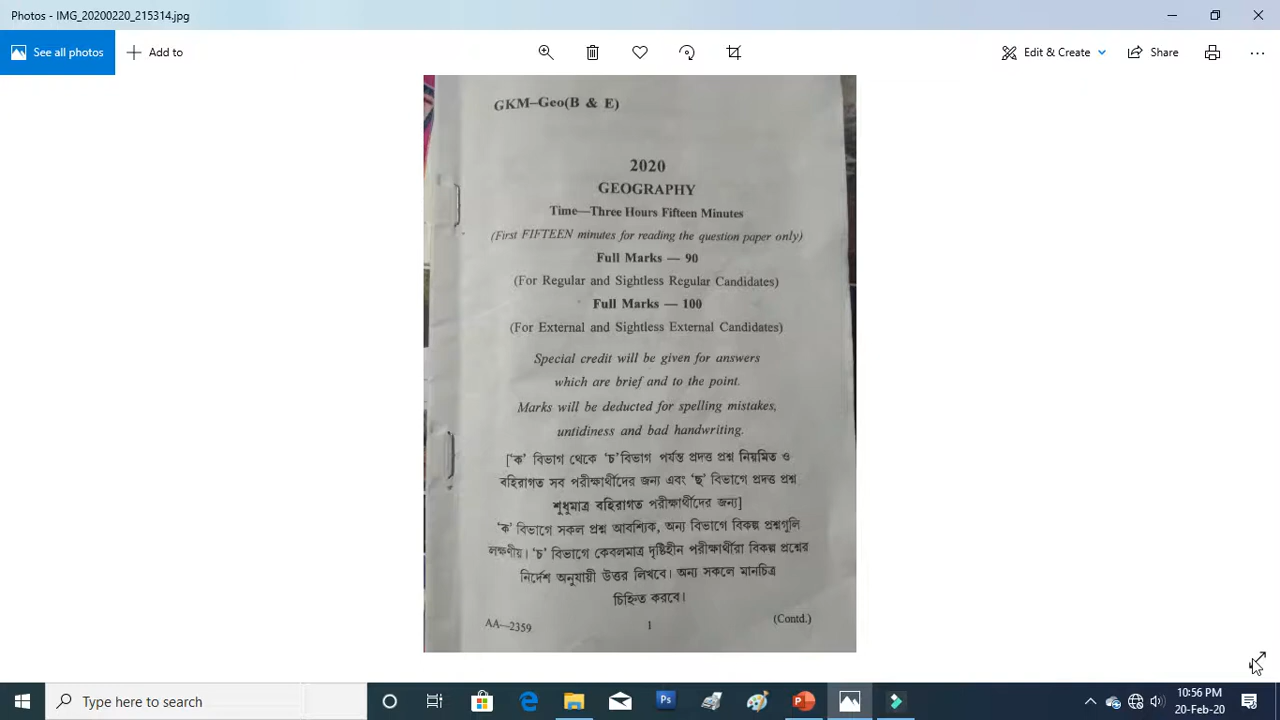 Photos - IMG_20200220_215314.jpg
See all photos
Add to
Edit & Create
Share
GKM–Geo(B & E)
2020
GEOGRAPHY
Time—Three Hours Fifteen Minutes
(First FIFTEEN minutes for reading the question paper only)
Full Marks — 90
(For Regular and Sightless Regular Candidates)
Full Marks — 100
(For External and Sightless External Candidates)
Special credit will be given for answers
which are brief and to the point.
Marks will be deducted for spelling mistakes,
untidiness and bad handwriting.
[‘ক’ বিভাগ থেকে ‘চ’বিভাগ পর্যন্ত প্রদত্ত প্রশ্ন নিয়মিত ও
বহিরাগত সব পরীক্ষার্থীদের জন্য এবং ‘ছ’ বিভাগে প্রদত্ত প্রশ্ন
শুধুমাত্র বহিরাগত পরীক্ষার্থীদের জন্য]
‘ক’ বিভাগে সকল প্রশ্ন আবশ্যিক, অন্য বিভাগে বিকল্প প্রশ্নগুলি
লক্ষণীয়। ‘চ’ বিভাগে কেবলমাত্র দৃষ্টিহীন পরীক্ষার্থীরা বিকল্প প্রশ্নের
নির্দেশ অনুযায়ী উত্তর লিখবে। অন্য সকলে মানচিত্র
চিহ্নিত করবে।
AA—2359
1
(Contd.)
Type here to search
10:56 PM
20-Feb-20